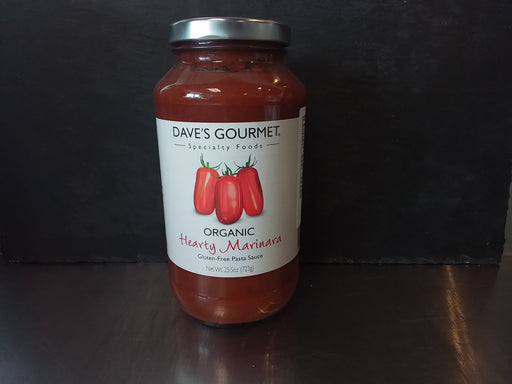 DAVE'S GOURMET®
Specialty Foods
ORGANIC
Hearty Marinara
Gluten-Free Pasta Sauce
Net Wt. 25.5oz (723g)